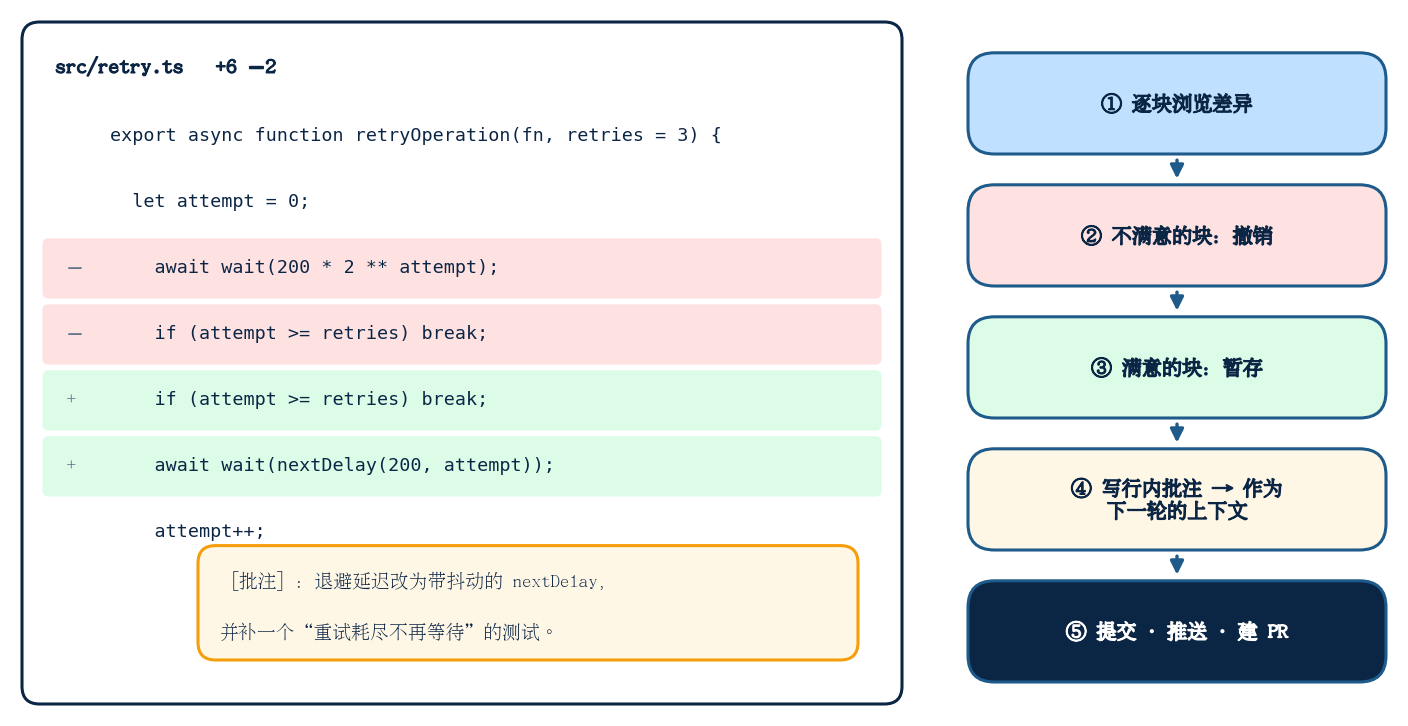 src/retry.ts +6 −2
export async function retryOperation(fn, retries = 3) {
let attempt = 0;
− await wait(200 * 2 ** attempt);
− if (attempt >= retries) break;
+ if (attempt >= retries) break;
+ await wait(nextDelay(200, attempt));
attempt++;
［批注］：退避延迟改为带抖动的 nextDelay，
并补一个“重试耗尽不再等待”的测试。
① 逐块浏览差异
② 不满意的块：撤销
③ 满意的块：暂存
④ 写行内批注 → 作为
下一轮的上下文
⑤ 提交 · 推送 · 建 PR